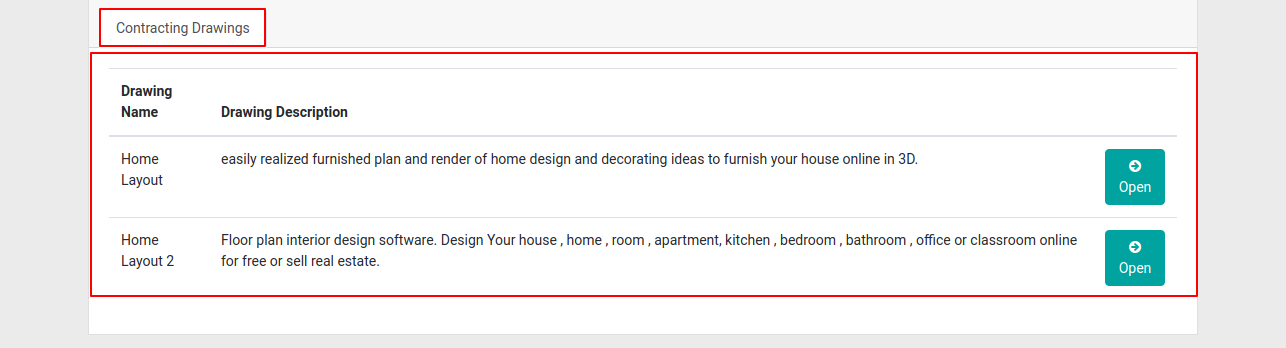 Contracting Drawings
Drawing
Name
Drawing Description
Home
Layout
easily realized furnished plan and render of home design and decorating ideas to furnish your house online in 3D.
Open
Home
Layout 2
Floor plan interior design software. Design Your house , home , room , apartment, kitchen , bedroom , bathroom , office or classroom online
for free or sell real estate.
Open